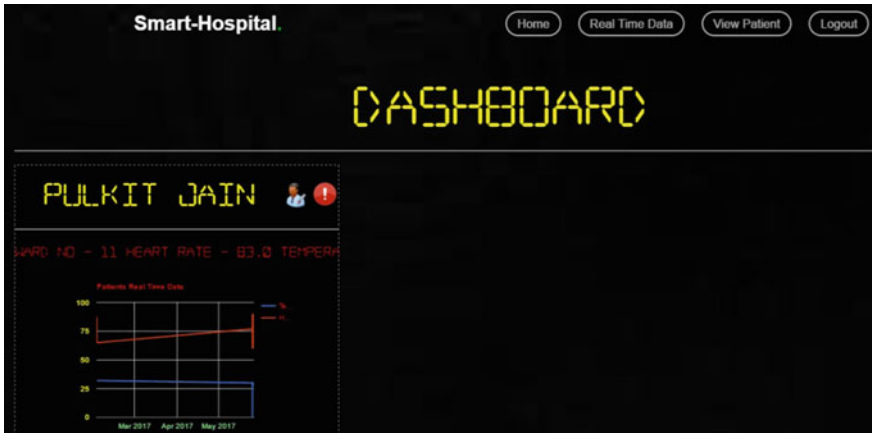 Smart-Hospital.
Home Real Time Data View Patient Logout
DASHBOARD
PULKIT JAIN
WARD NO - 11 HEART RATE - 83.0 TEMPERA
Patients Real Time Data
100
75
50
25
0
Te...
H...
Mar 2017 Apr 2017 May 2017